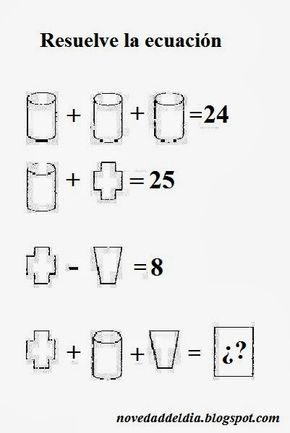 Resuelve la ecuación
+ + =24
+ =25
- =8
+ + = ¿?
novedaddeldia.blogspot.com